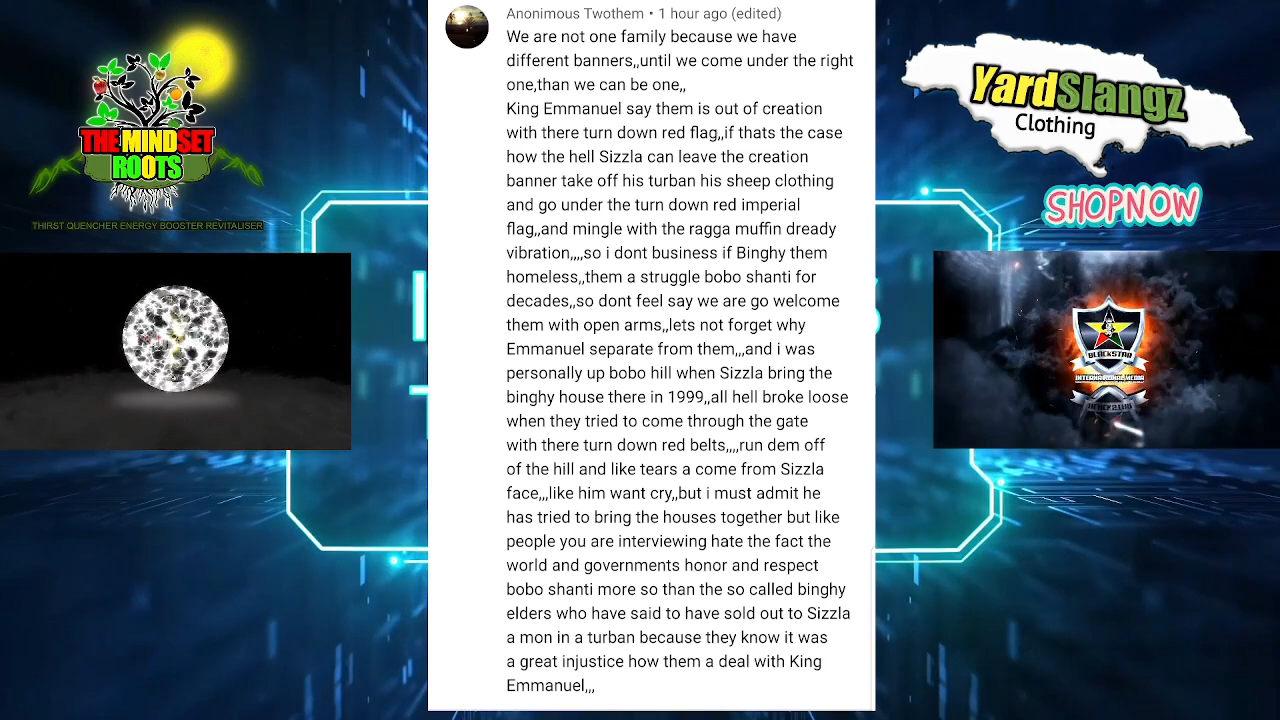 THE MINDSET
ROOTS
THIRST QUENCHER ENERGY BOOSTER REVITALISER
Anonimous Twothem • 1 hour ago (edited)
We are not one family because we have
different banners,,until we come under the right
one,than we can be one,,
King Emmanuel say them is out of creation
with there turn down red flag,,if thats the case
how the hell Sizzla can leave the creation
banner take off his turban his sheep clothing
and go under the turn down red imperial
flag,,and mingle with the ragga muffin dready
vibration,,,,so i dont business if Binghy them
homeless,,them a struggle bobo shanti for
decades,,so dont feel say we are go welcome
them with open arms,,lets not forget why
Emmanuel separate from them,,,and i was
personally up bobo hill when Sizzla bring the
binghy house there in 1999,,all hell broke loose
when they tried to come through the gate
with there turn down red belts,,,,run dem off
of the hill and like tears a come from Sizzla
face,,,like him want cry,,but i must admit he
has tried to bring the houses together but like
people you are interviewing hate the fact the
world and governments honor and respect
bobo shanti more so than the so called binghy
elders who have said to have sold out to Sizzla
a mon in a turban because they know it was
a great injustice how them a deal with King
Emmanuel,,,
YardSlangz
Clothing
SHOPNOW
BLACKSTAR
INTERNATIONAL MEDIA